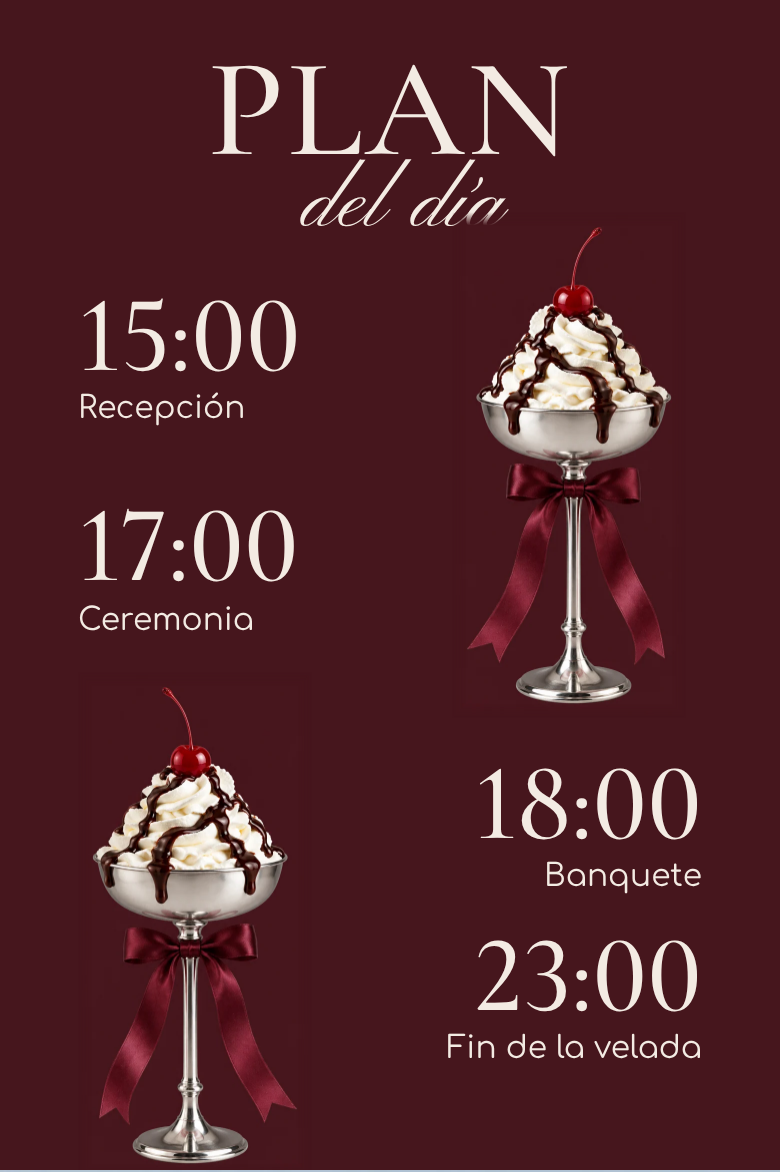 PLAN
del día
15:00
Recepción
17:00
Ceremonia
18:00
Banquete
23:00
Fin de la velada